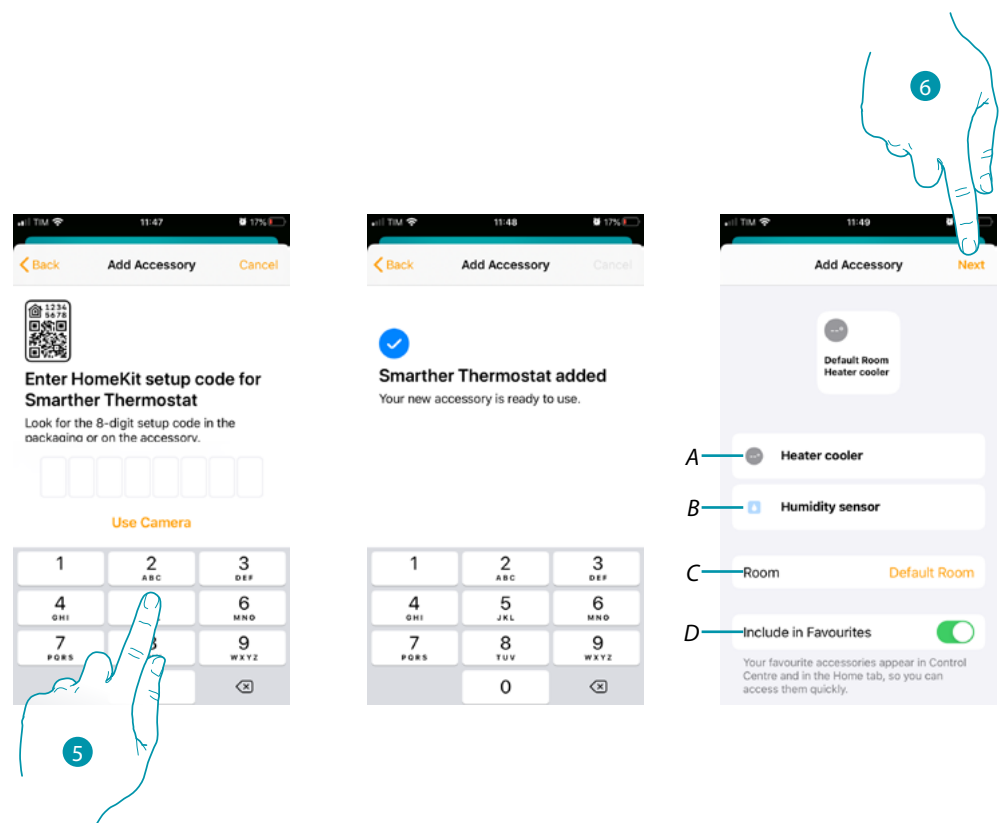 6
TIM 11:47 17%
Back Add Accessory Cancel
1234
5678
Enter HomeKit setup code for
Smarther Thermostat
Look for the 8-digit setup code in the
packaging or on the accessory.
Use Camera
1 2 3
ABC DEF
4 6
GHI MNO
7 8 9
PQRS WXYZ
5
TIM 11:48 17%
Back Add Accessory Cancel
Smarther Thermostat added
Your new accessory is ready to use.
1 2 3
ABC DEF
4 5 6
GHI JKL MNO
7 8 9
PQRS TUV WXYZ
0
TIM 11:49
Add Accessory Next
--°
Default Room
Heater cooler
A Heater cooler
B Humidity sensor
C Room Default Room
D Include in Favourites
Your favourite accessories appear in Control
Centre and in the Home tab, so you can
access them quickly.